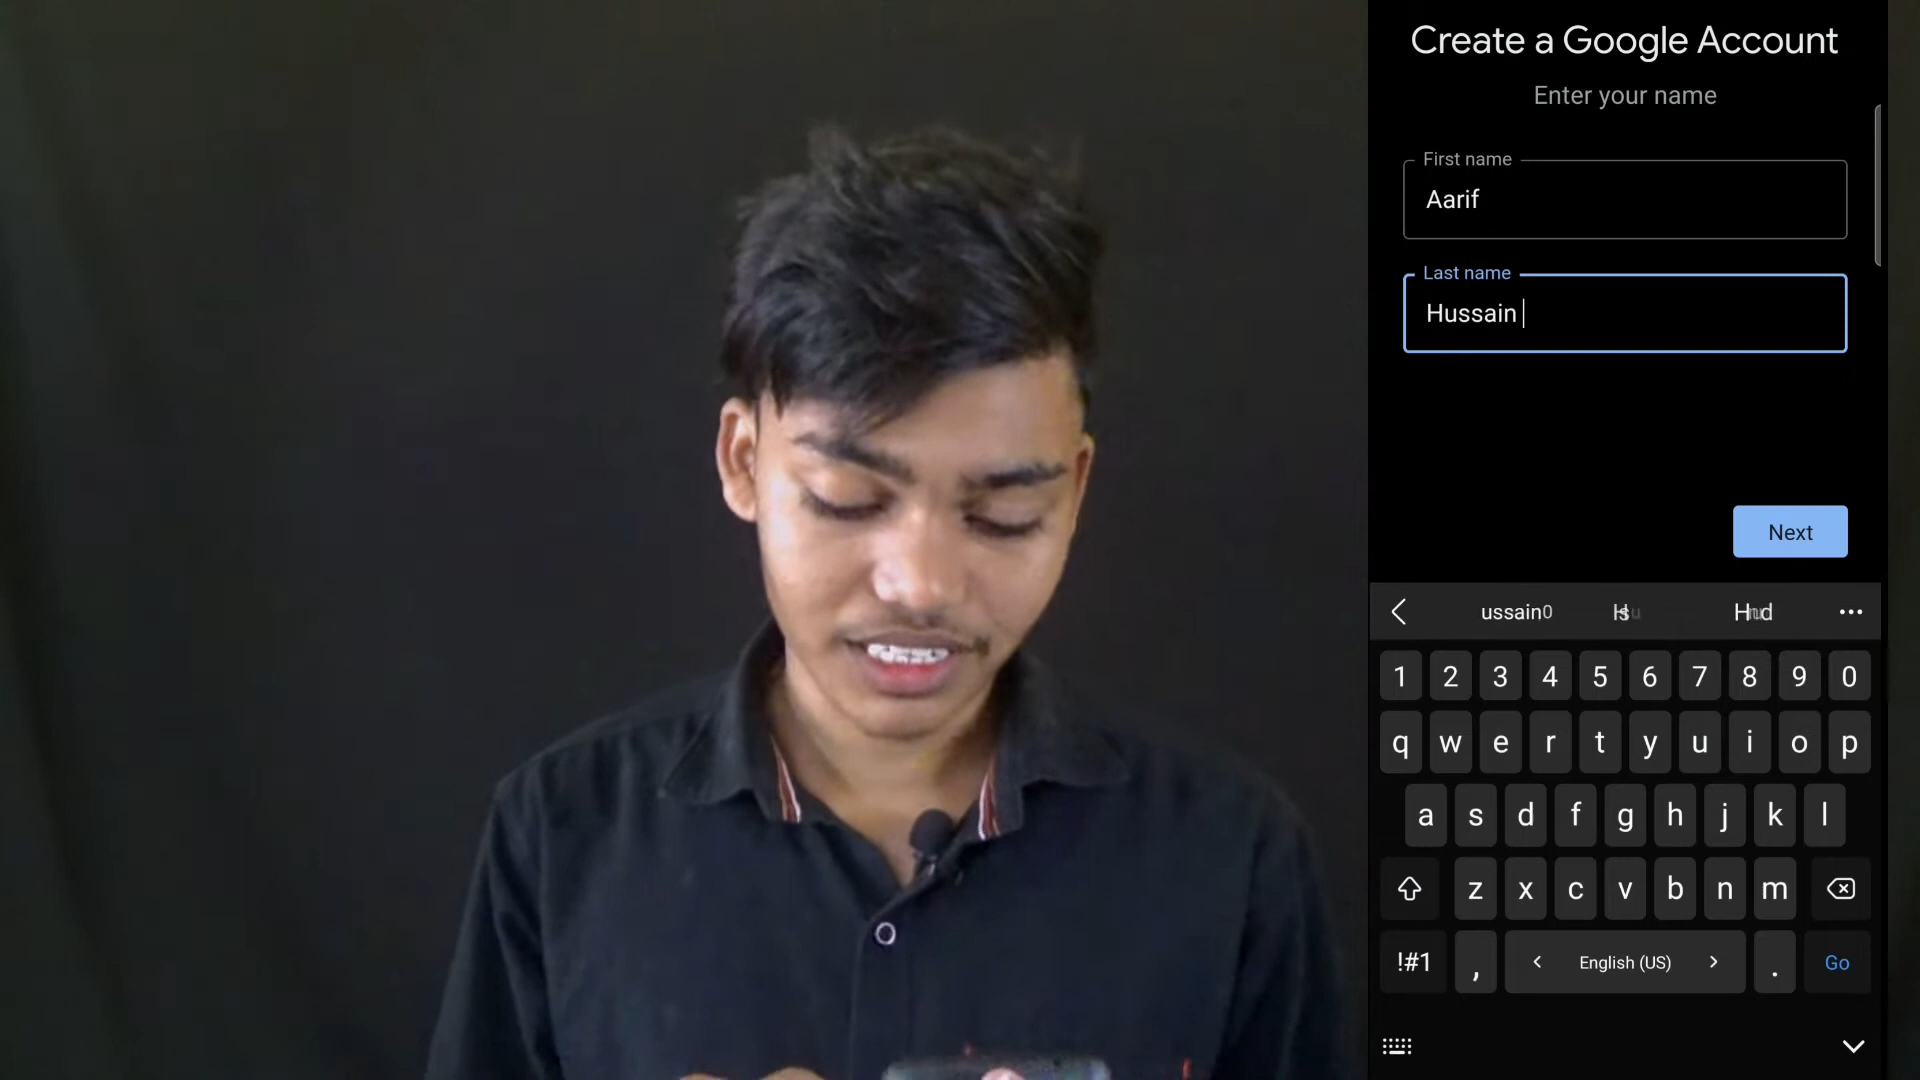 Create a Google Account
Enter your name
First name
Aarif
Last name
Hussain
Next
1 2 3 4 5 6 7 8 9 0
q w e r t y u i o p
a s d f g h j k l
z x c v b n m
!#1 , < English (US) > . Go